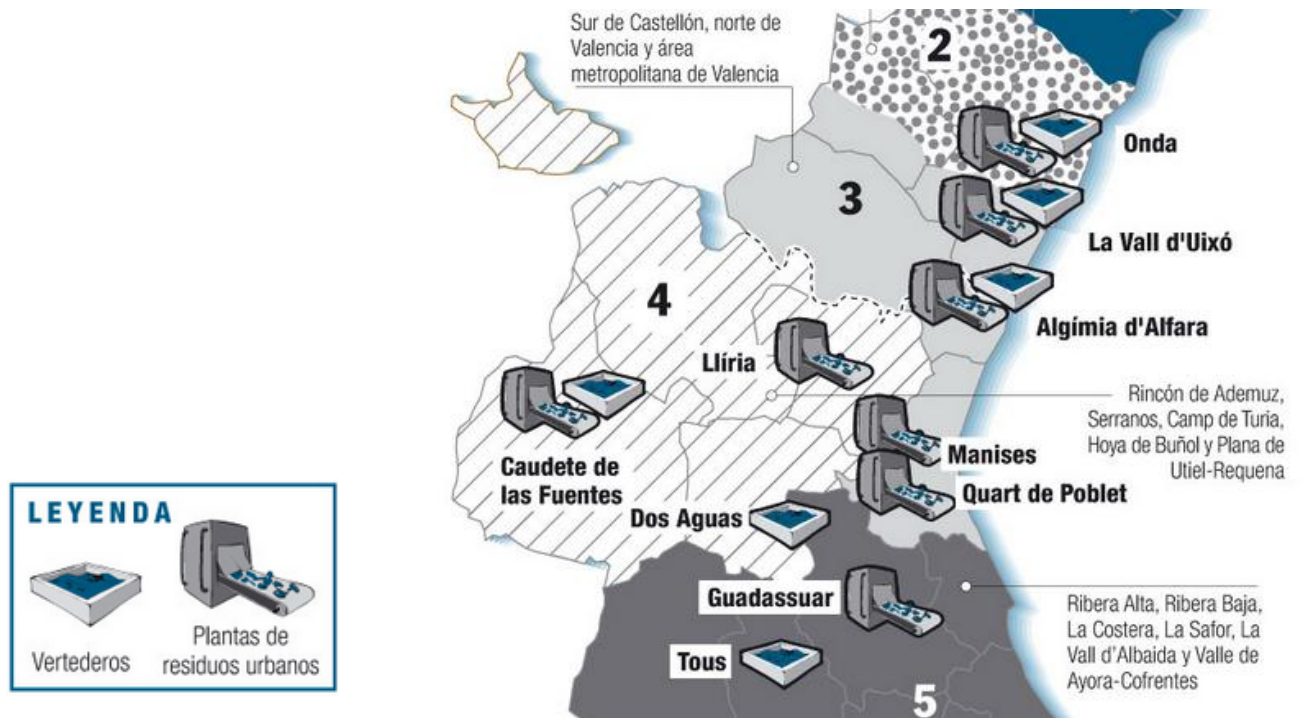 Sur de Castellón, norte de
Valencia y área
metropolitana de Valencia
2
Onda
3
La Vall d'Uixó
4
Algímia d'Alfara
Llíria
Rincón de Ademuz,
Serranos, Camp de Turia,
Hoya de Buñol y Plana de
Utiel-Requena
Caudete de
las Fuentes
Manises
Quart de Poblet
Dos Aguas
LEYENDA
Vertederos
Plantas de
residuos urbanos
Guadassuar
Ribera Alta, Ribera Baja,
La Costera, La Safor, La
Vall d'Albaida y Valle de
Ayora-Cofrentes
Tous
5